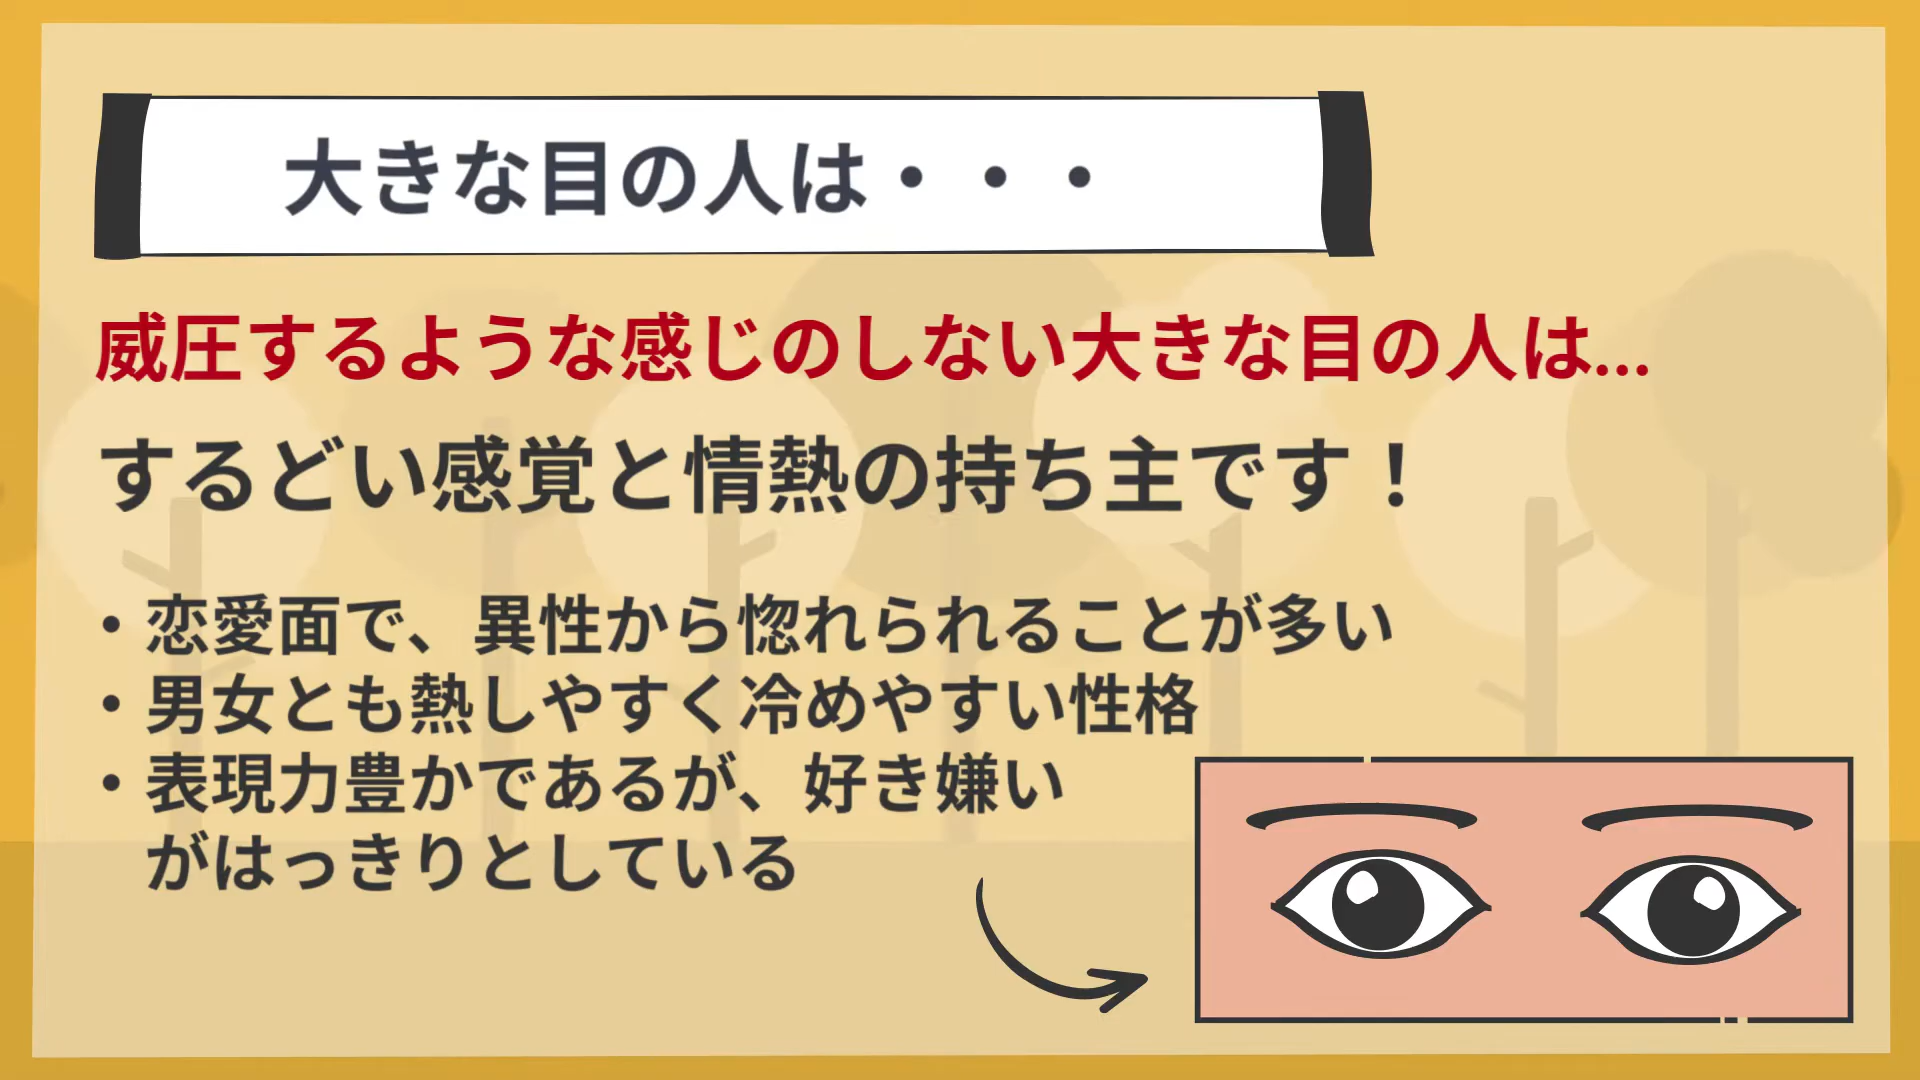 大きな目の人は・・・
威圧するような感じのしない大きな目の人は...
するどい感覚と情熱の持ち主です！
・恋愛面で、異性から惚れられることが多い
・男女とも熱しやすく冷めやすい性格
・表現力豊かであるが、好き嫌い
がはっきりとしている